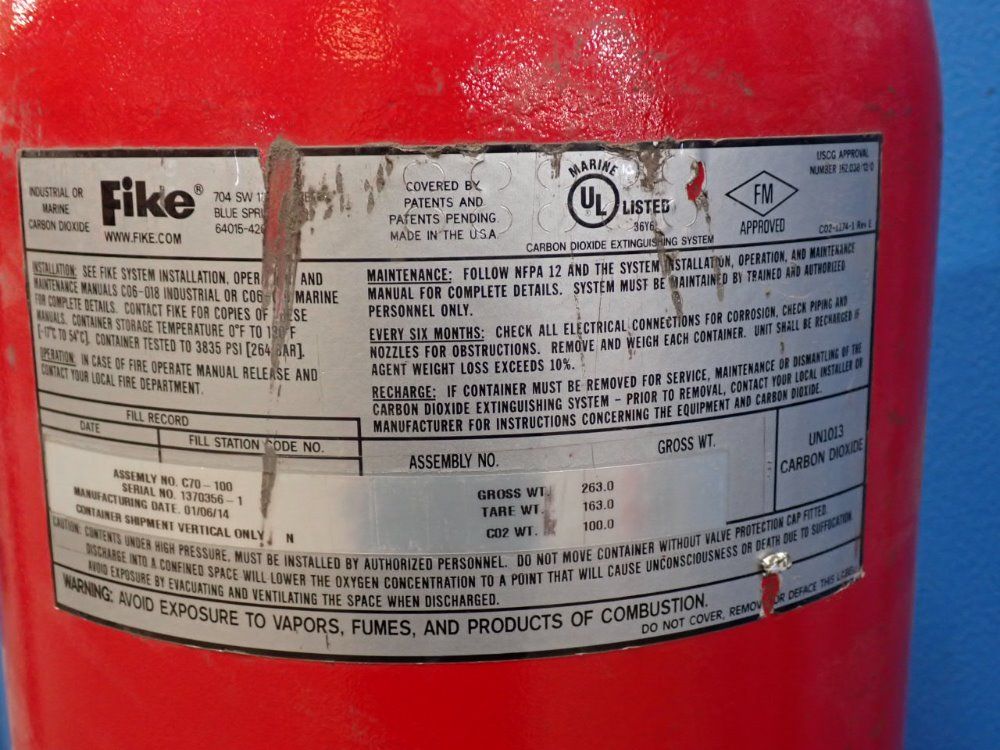 INDUSTRIAL OR
MARINE
CARBON DIOXIDE
Fike®
WWW.FIKE.COM
704 SW
BLUE
64015-42
COVERED BY
PATENTS AND
PATENTS PENDING.
MADE IN THE U.S.A.
MARINE
UL
LISTED
36Y6
CARBON DIOXIDE EXTINGUISHING SYSTEM
FM
APPROVED
USCG APPROVAL
NUMBER
Rev E
INSTALLATION: SEE FIKE SYSTEM INSTALLATION, AND
MAINTENANCE MANUALS C06-018 INDUSTRIAL OR MARINE
FOR COMPLETE DETAILS. CONTACT FIKE FOR COPIES OF
MANUALS. CONTAINER STORAGE TEMPERATURE 0°F TO
[-17°C TO 54°C]. CONTAINER TESTED TO 3835 PSI
OPERATION: IN CASE OF FIRE OPERATE MANUAL RELEASE AND
CONTACT YOUR LOCAL FIRE DEPARTMENT.
MAINTENANCE: FOLLOW NFPA 12 AND THE SYSTEM INSTALLATION, OPERATION, AND MAINTENANCE
MANUAL FOR COMPLETE DETAILS. SYSTEM MUST BE MAINTAINED BY TRAINED AND AUTHORIZED
PERSONNEL ONLY.
EVERY SIX MONTHS: CHECK ALL ELECTRICAL CONNECTIONS FOR CORROSION, CHECK PIPING AND
NOZZLES FOR OBSTRUCTIONS. REMOVE AND WEIGH EACH CONTAINER. UNIT SHALL BE RECHARGED IF
AGENT WEIGHT LOSS EXCEEDS 10%.
RECHARGE: IF CONTAINER MUST BE REMOVED FOR SERVICE, MAINTENANCE OR DISMANTLING OF THE
CARBON DIOXIDE EXTINGUISHING SYSTEM - PRIOR TO REMOVAL, CONTACT YOUR LOCAL INSTALLER OR
MANUFACTURER FOR INSTRUCTIONS CONCERNING THE EQUIPMENT AND CARBON DIOXIDE.
FILL RECORD
DATE
FILL STATION CODE NO.
ASSEMBLY NO.
GROSS WT.
UN1013
CARBON DIOXIDE
ASSEMLY NO. C70-100
SERIAL NO. 1370356-1
MANUFACTURING DATE. 01/06/14
CONTAINER SHIPMENT VERTICAL ONLY. N
GROSS WT. 263.0
TARE WT. 163.0
CO2 WT. 100.0
CAUTION: CONTENTS UNDER HIGH PRESSURE, MUST BE INSTALLED BY AUTHORIZED PERSONNEL. DO NOT MOVE CONTAINER WITHOUT VALVE PROTECTION CAP FITTED.
DISCHARGE INTO A CONFINED SPACE WILL LOWER THE OXYGEN CONCENTRATION TO A POINT THAT WILL CAUSE UNCONSCIOUSNESS OR DEATH DUE TO SUFFOCATION.
AVOID EXPOSURE BY EVACUATING AND VENTILATING THE SPACE WHEN DISCHARGED.
WARNING: AVOID EXPOSURE TO VAPORS, FUMES, AND PRODUCTS OF COMBUSTION.
DO NOT COVER, REMOVE OR DEFACE THIS LABEL